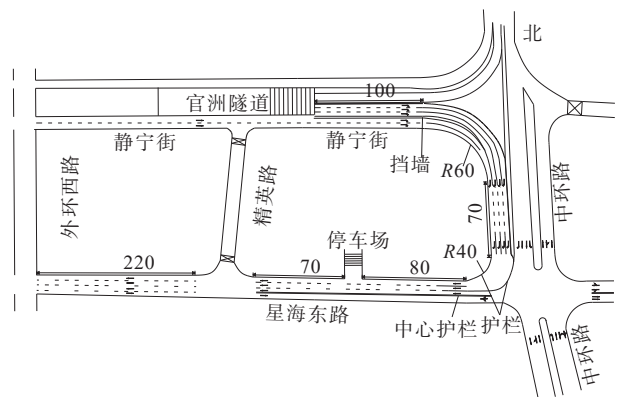 北
100
官洲隧道
静宁街
静宁街
挡墙
R60
外环西路
精英路
中环路
70
停车场
R40
220
70
80
星海东路
中心护栏
护栏
中环路